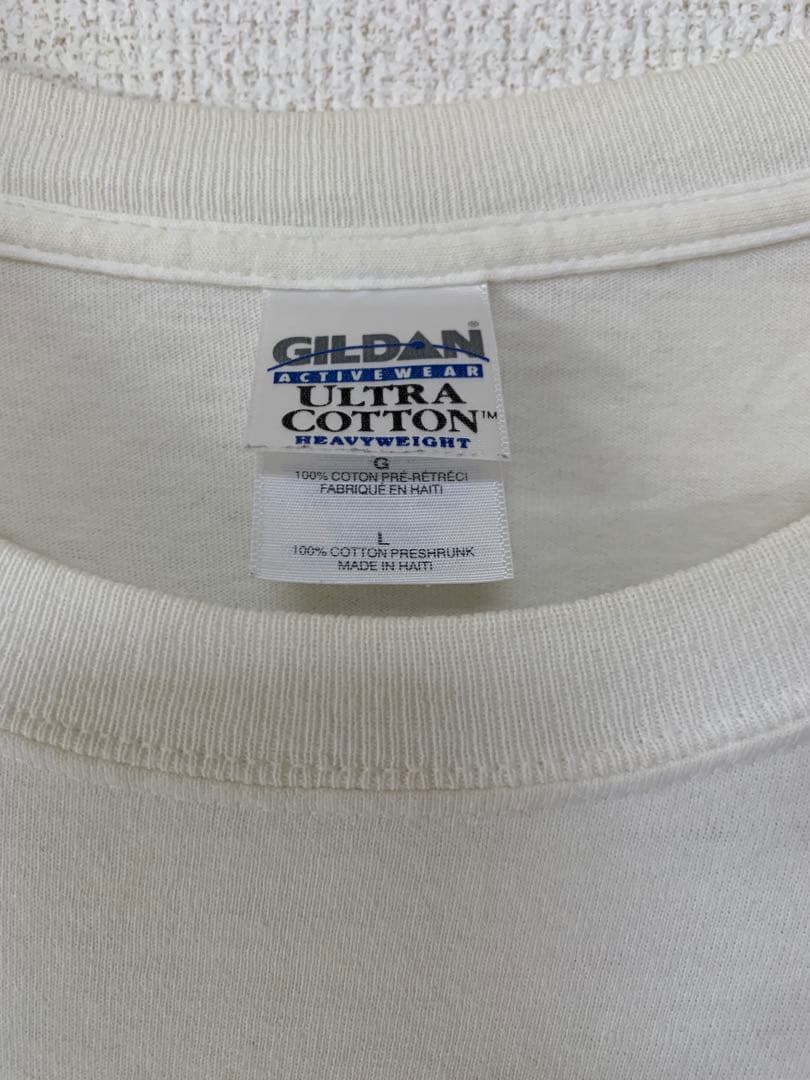 GILDAN®
ACTIVEWEAR
ULTRA
COTTON™
HEAVYWEIGHT
G
100% COTON PRÉ-RÉTRÉCI
FABRIQUÉ EN HAITI
L
100% COTTON PRESHRUNK
MADE IN HAITI